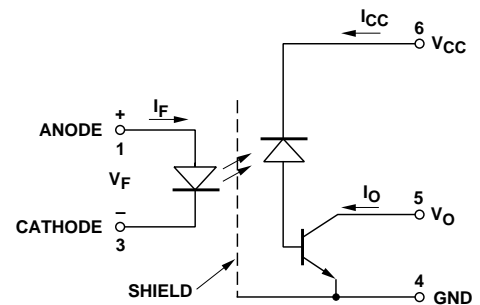 ICC
6
VCC
+
IF
ANODE
1
VF
IO
5
VO
−
CATHODE
3
SHIELD
4
GND